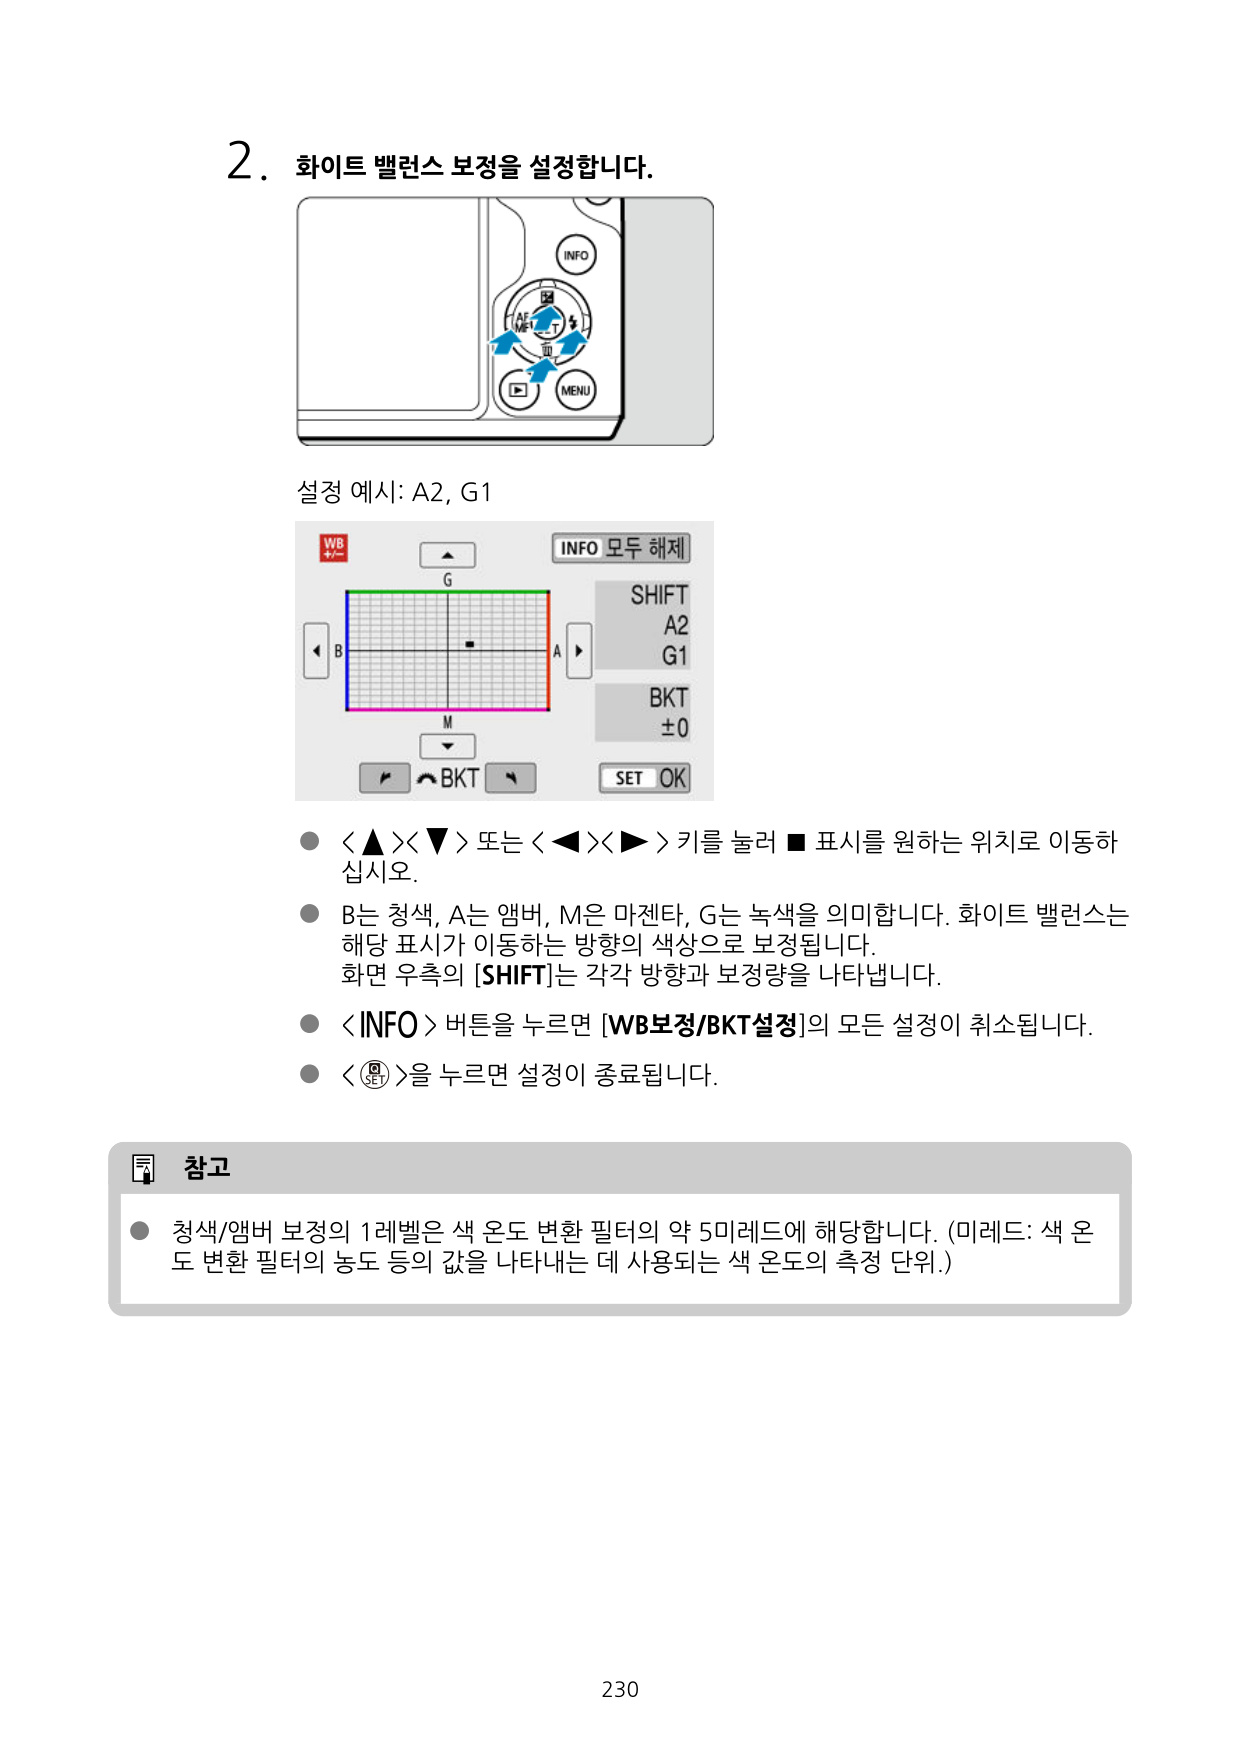 2. 화이트 밸런스 보정을 설정합니다.
INFO
AF
MF
SET
MENU
설정 예시: A2, G1
WB
+/-
INFO 모두 해제
G
SHIFT
A2
B
A
G1
BKT
±0
M
BKT
SET OK
● <▲><▼> 또는 <◀><▶> 키를 눌러 ■ 표시를 원하는 위치로 이동하
십시오.
● B는 청색, A는 앰버, M은 마젠타, G는 녹색을 의미합니다. 화이트 밸런스는
해당 표시가 이동하는 방향의 색상으로 보정됩니다.
화면 우측의 [SHIFT]는 각각 방향과 보정량을 나타냅니다.
● <INFO> 버튼을 누르면 [WB보정/BKT설정]의 모든 설정이 취소됩니다.
● <Q SET>을 누르면 설정이 종료됩니다.
참고
● 청색/앰버 보정의 1레벨은 색 온도 변환 필터의 약 5미레드에 해당합니다. (미레드: 색 온
도 변환 필터의 농도 등의 값을 나타내는 데 사용되는 색 온도의 측정 단위.)
230